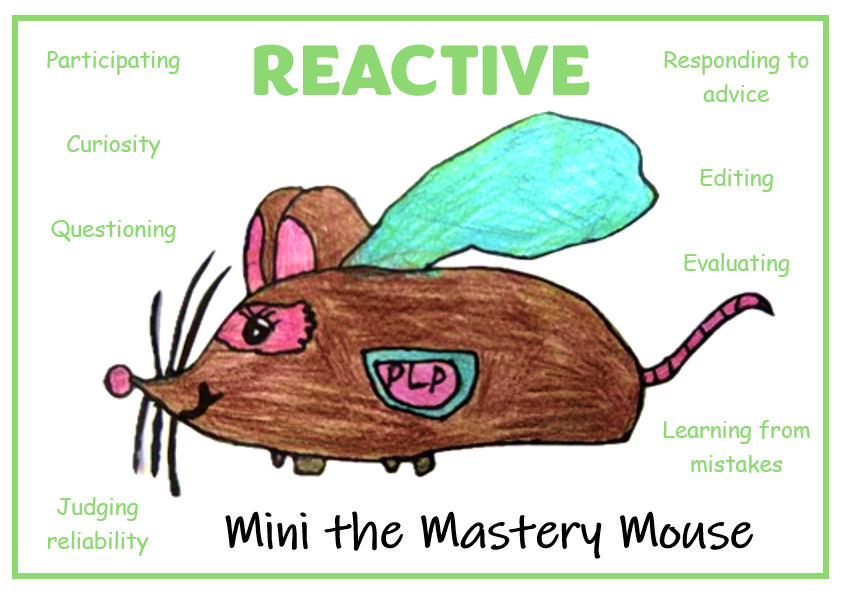 REACTIVE
Participating
Curiosity
Questioning
Judging
reliability
Responding to
advice
Editing
Evaluating
Learning from
mistakes
PLP
Mini the Mastery Mouse